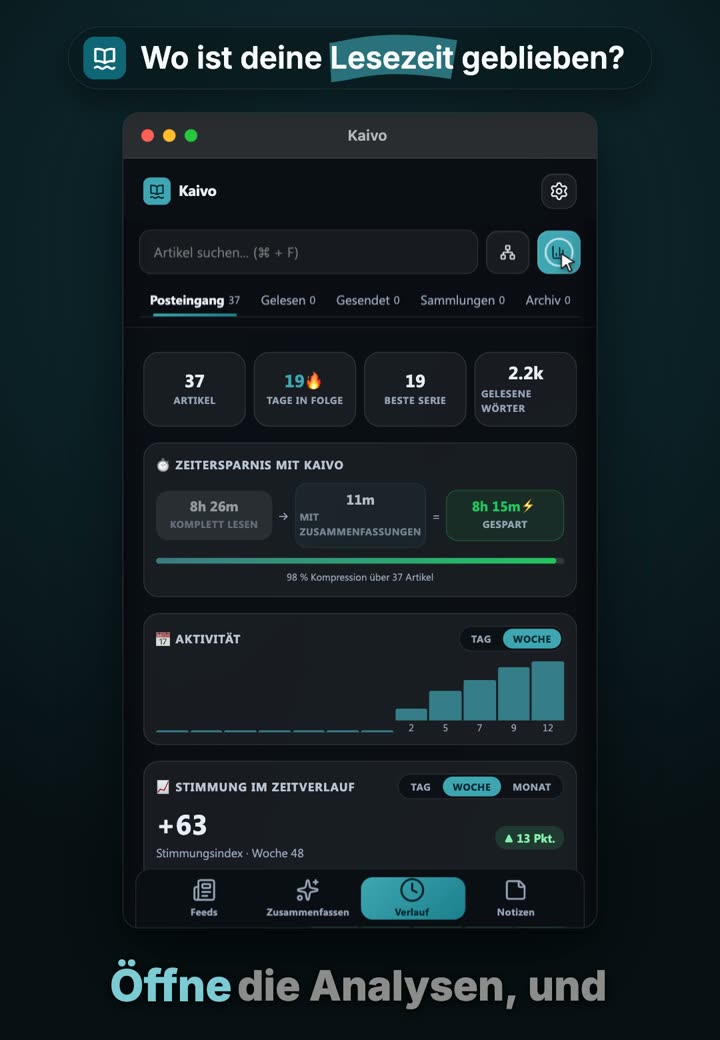 Wo ist deine Lesezeit geblieben?
Kaivo
Kaivo
Artikel suchen... (⌘ + F)
Posteingang 37 Gelesen 0 Gesendet 0 Sammlungen 0 Archiv 0
37
ARTIKEL
19🔥
TAGE IN FOLGE
19
BESTE SERIE
2.2k
GELESENE
WÖRTER
⏱️ ZEITERSPARNIS MIT KAIVO
8h 26m
KOMPLETT LESEN
→
11m
MIT
ZUSAMMENFASSUNGEN
=
8h 15m⚡
GESPART
98 % Kompression über 37 Artikel
📅 AKTIVITÄT
TAG WOCHE
2 5 7 9 12
📈 STIMMUNG IM ZEITVERLAUF
TAG WOCHE MONAT
+63
▲ 13 Pkt.
Stimmungsindex · Woche 48
Feeds Zusammenfassen Verlauf Notizen
Öffne die Analysen, und